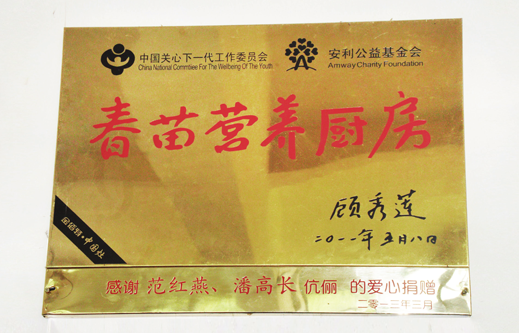 中国关心下一代工作委员会
China National Committee For The Wellbeing Of The Youth
安利公益基金会
Amway Charity Foundation
春苗营养厨房
顾秀莲
二〇一一年五月八日
感谢 范红燕、潘高长 伉俪 的爱心捐赠
二零一三年三月